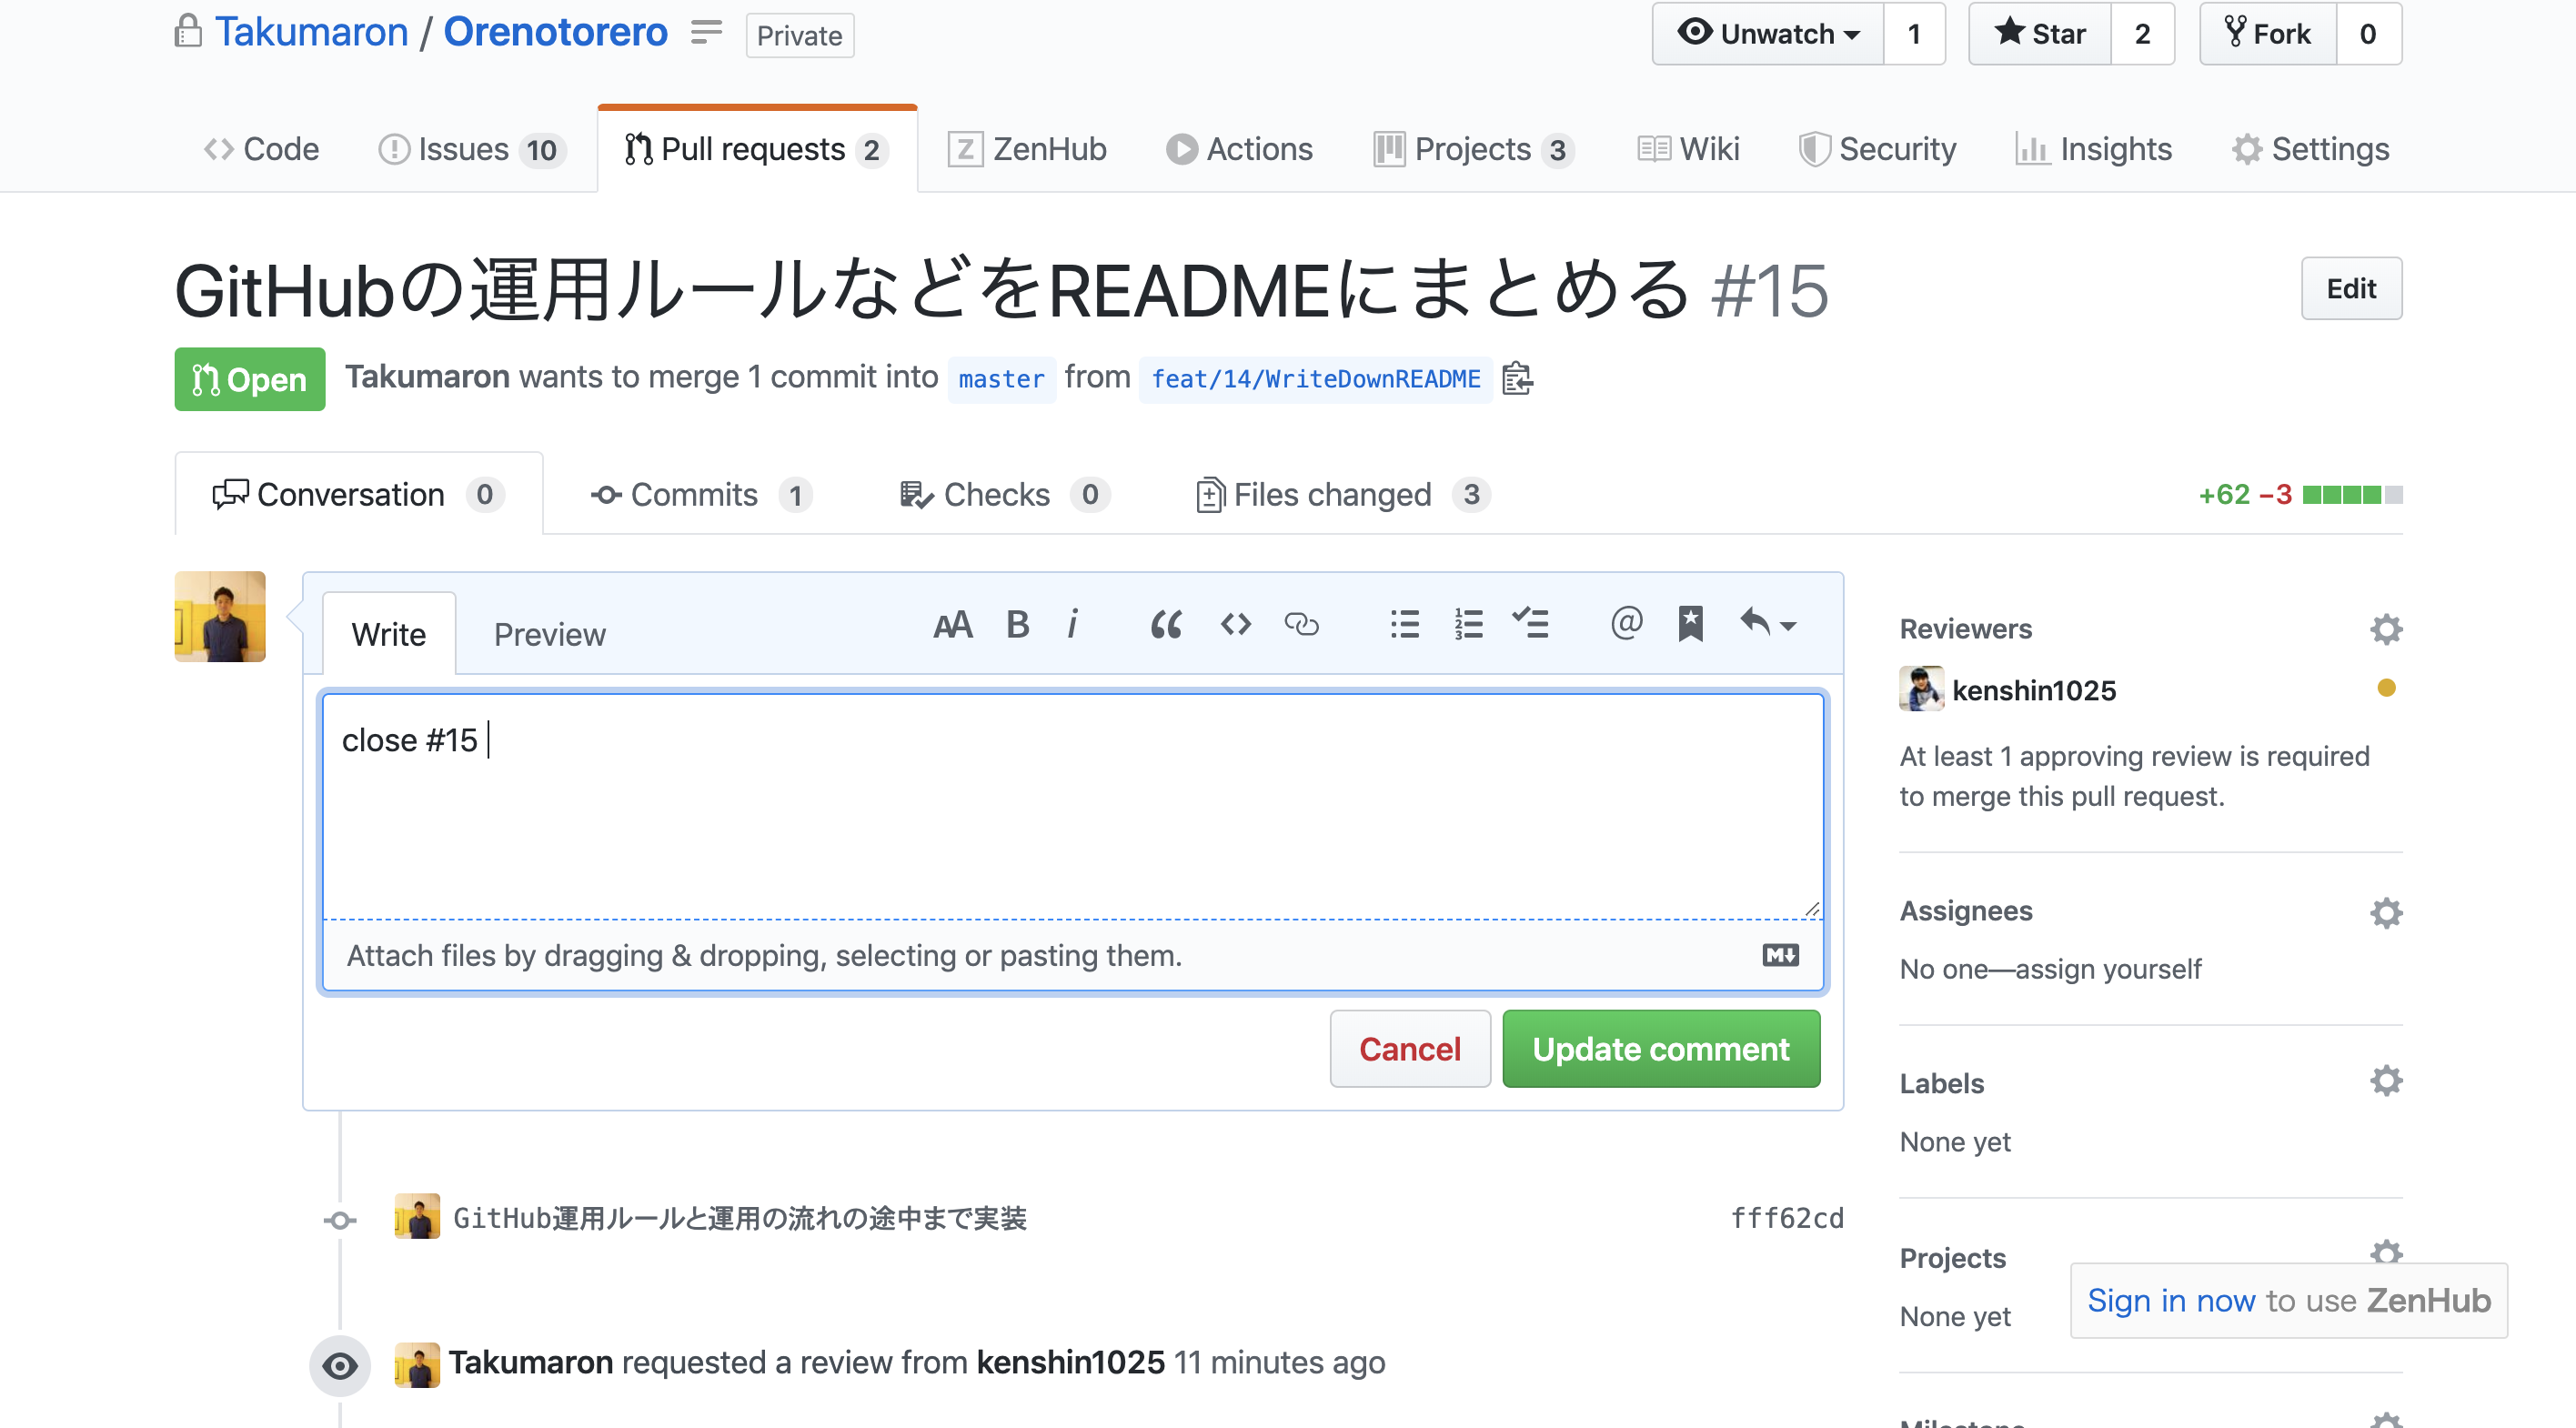 Takumaron / Orenotorero Private Unwatch 1 Star 2 Fork 0
Code Issues 10 Pull requests 2 ZenHub Actions Projects 3 Wiki Security Insights Settings
GitHubの運用ルールなどをREADMEにまとめる #15 Edit
Open Takumaron wants to merge 1 commit into master from feat/14/WriteDownREADME
Conversation 0 Commits 1 Checks 0 Files changed 3 +62 −3
Write Preview
close #15
Attach files by dragging & dropping, selecting or pasting them.
Cancel Update comment
GitHub運用ルールと運用の流れの途中まで実装 fff62cd
Takumaron requested a review from kenshin1025 11 minutes ago
Reviewers
kenshin1025
At least 1 approving review is required
to merge this pull request.
Assignees
No one—assign yourself
Labels
None yet
Projects
None yet
Sign in now to use ZenHub